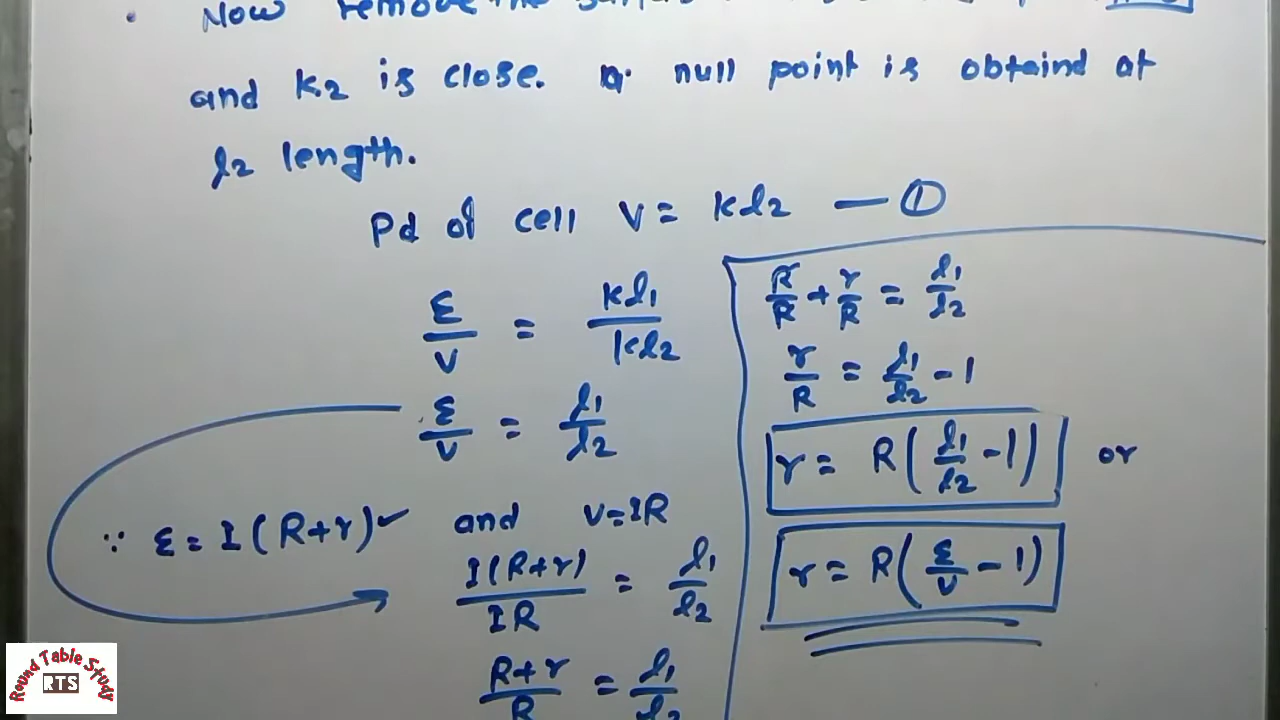 • Now remove the
and K2 is close. null point is obtaind at
l2 length.
Pd of cell V = Kl2 — ①
ε/V = Kl1/Kl2
ε/V = l1/l2
∵ ε = I(R+r)✓ and V=IR
I(R+r)/IR = l1/l2
R+r/R = l1/l2
R/R + r/R = l1/l2
r/R = l1/l2 - 1
r = R(l1/l2 - 1) or
r = R(ε/V - 1)
Round Table Study
RTS